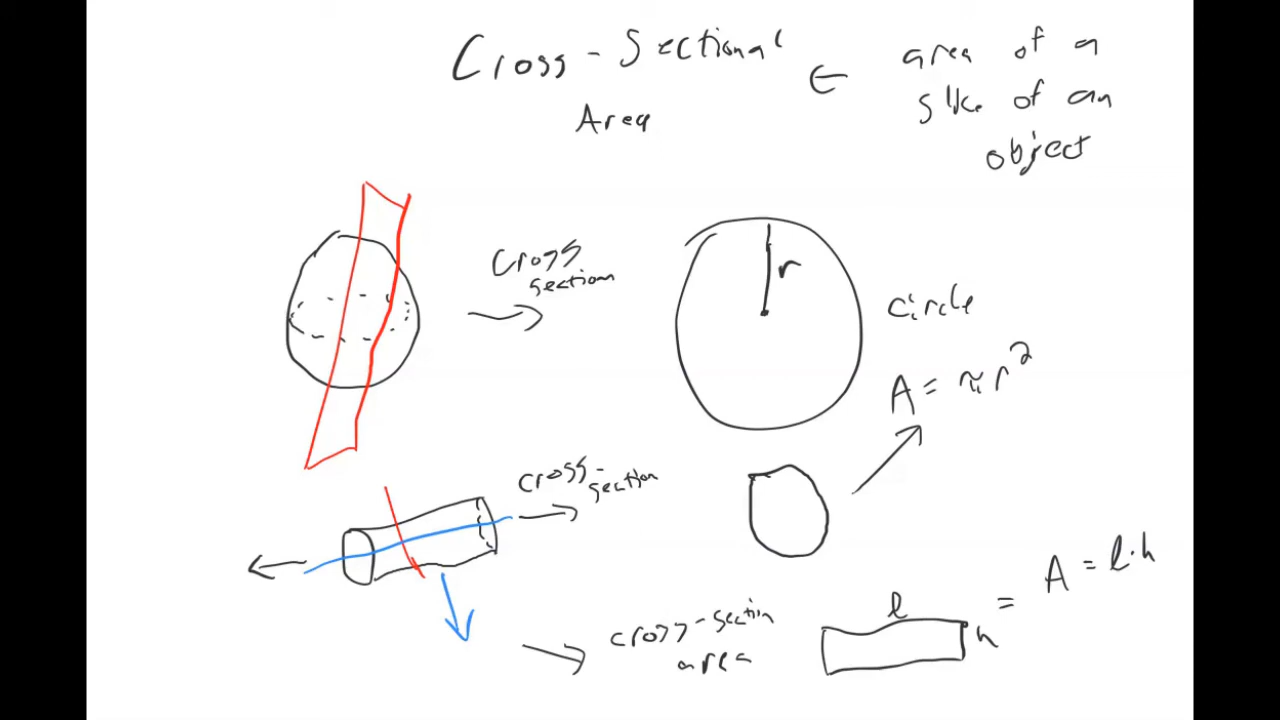 Cross-Sectional
Area
← area of a
slice of an
object
Cross
section
r
circle
A = πr²
cross-
section
cross-section
area
l
h
= A = l·h